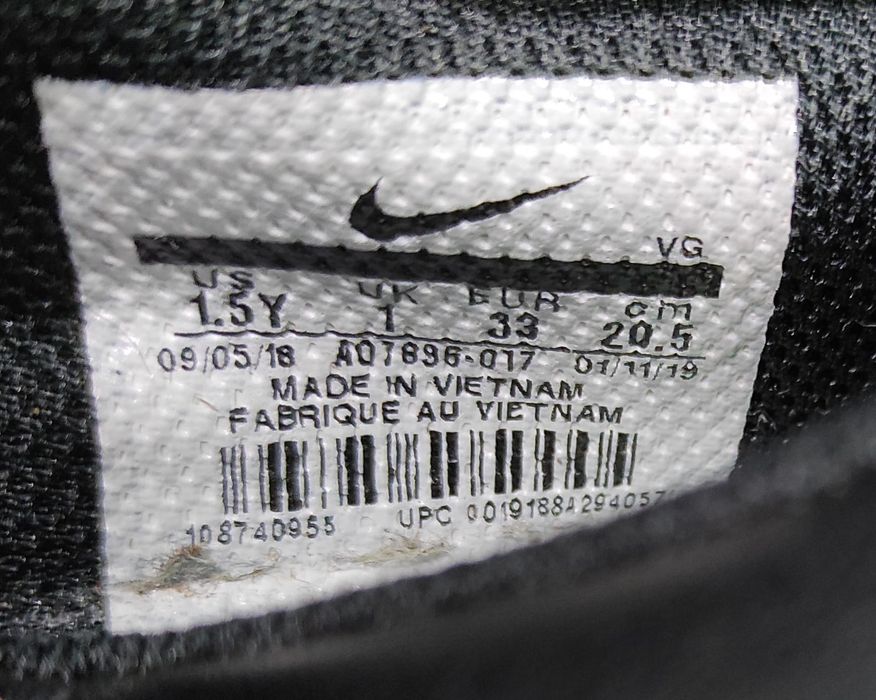 VG
US UK EUR cm
1.5Y 1 33 20.5
09/05/18 AO7896-017 01/11/19
MADE IN VIETNAM
FABRIQUE AU VIETNAM
108740955 UPC